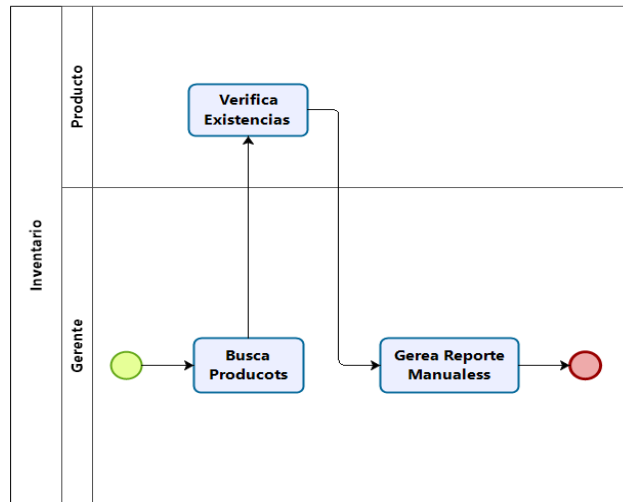 Inventario
Producto
Verifica
Existencias
Gerente
Busca
Producots
Gerea Reporte
Manualess